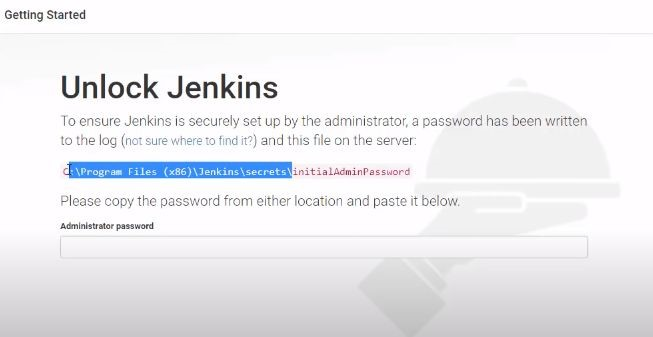 Getting Started
Unlock Jenkins
To ensure Jenkins is securely set up by the administrator, a password has been written
to the log (not sure where to find it?) and this file on the server:
C:\Program Files (x86)\Jenkins\secrets\initialAdminPassword
Please copy the password from either location and paste it below.
Administrator password